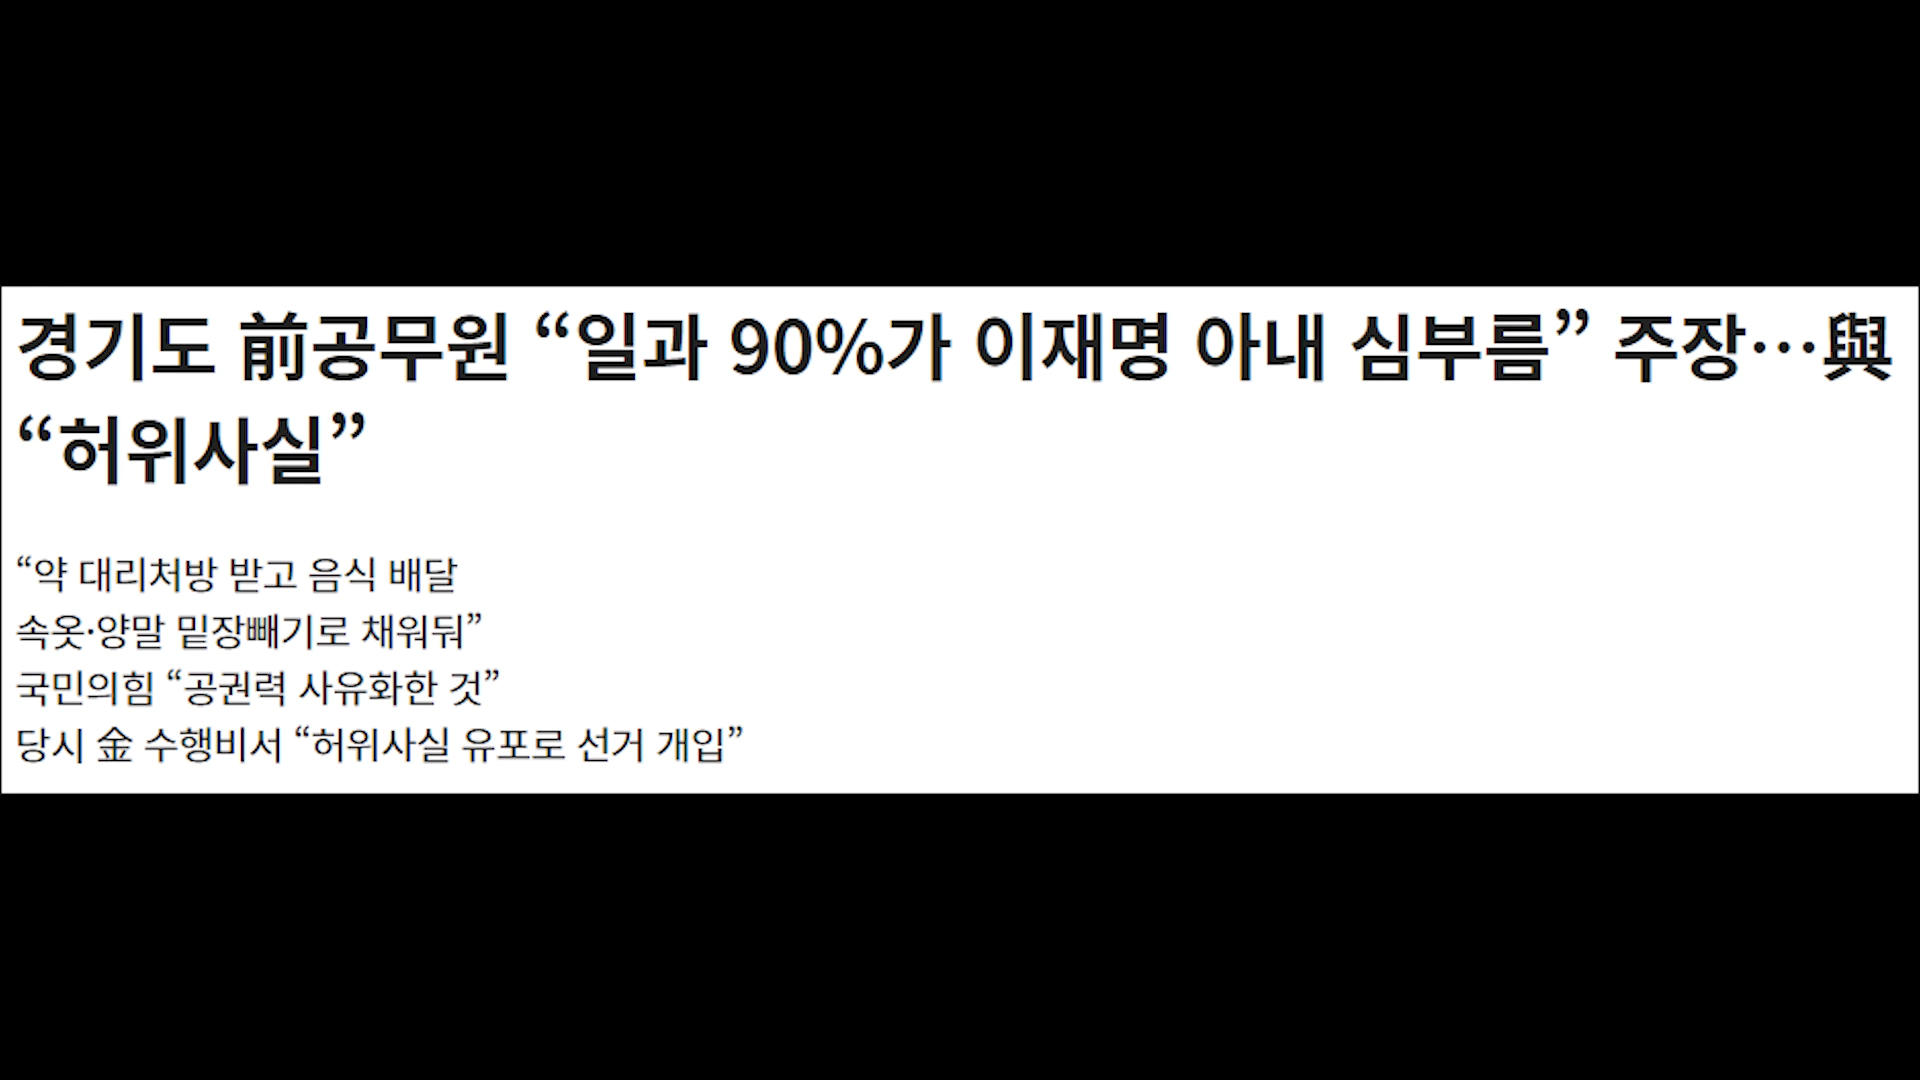 경기도 前공무원 “일과 90%가 이재명 아내 심부름” 주장…與
“허위사실”
“약 대리처방 받고 음식 배달
속옷·양말 밑장빼기로 채워둬”
국민의힘 “공권력 사유화한 것”
당시 金 수행비서 “허위사실 유포로 선거 개입”